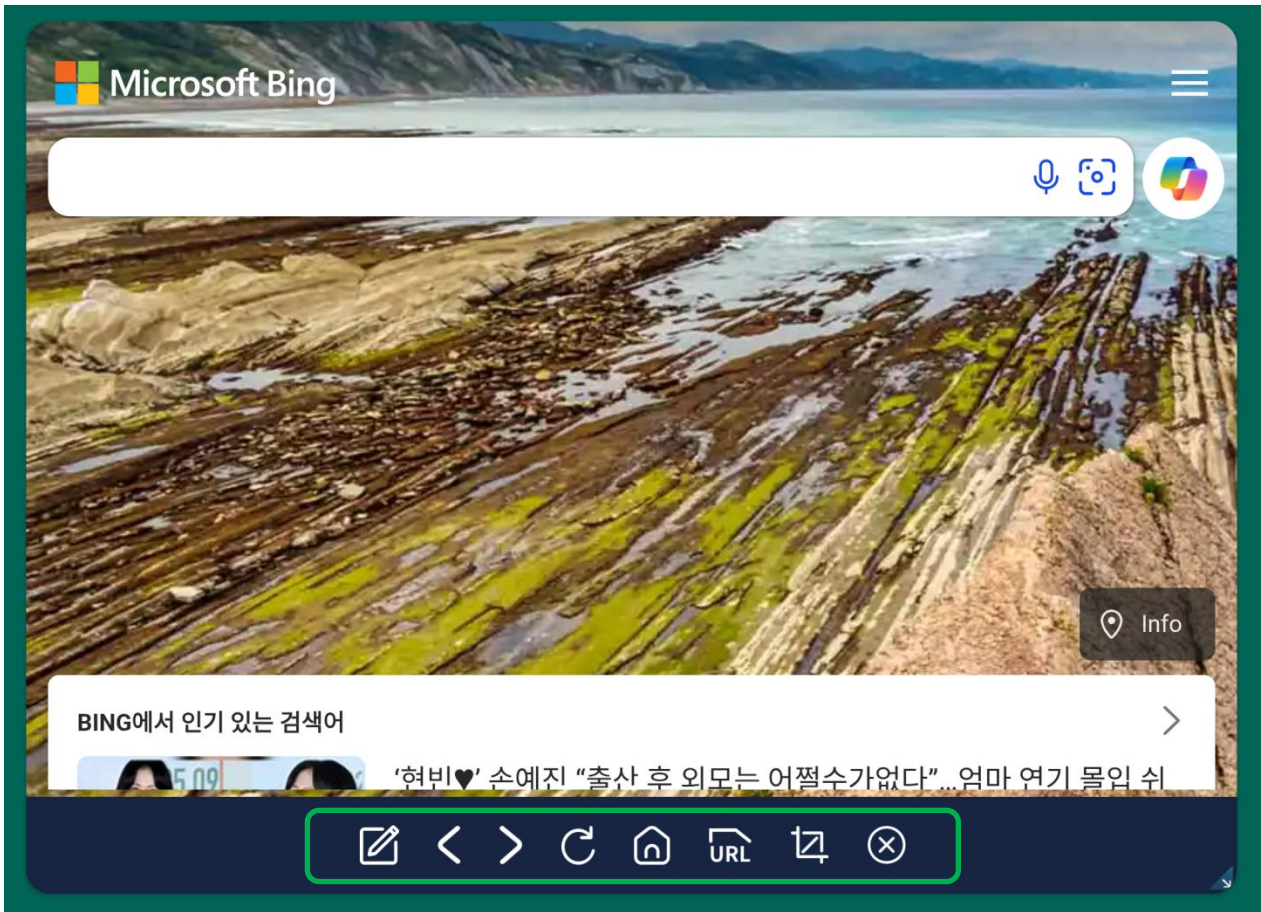 Microsoft Bing
Info
BING에서 인기 있는 검색어
5.09
‘현빈♥’ 손예진 “출산 후 외모는 어쩔수가없다”...엄마 연기 몰입 쉬
URL